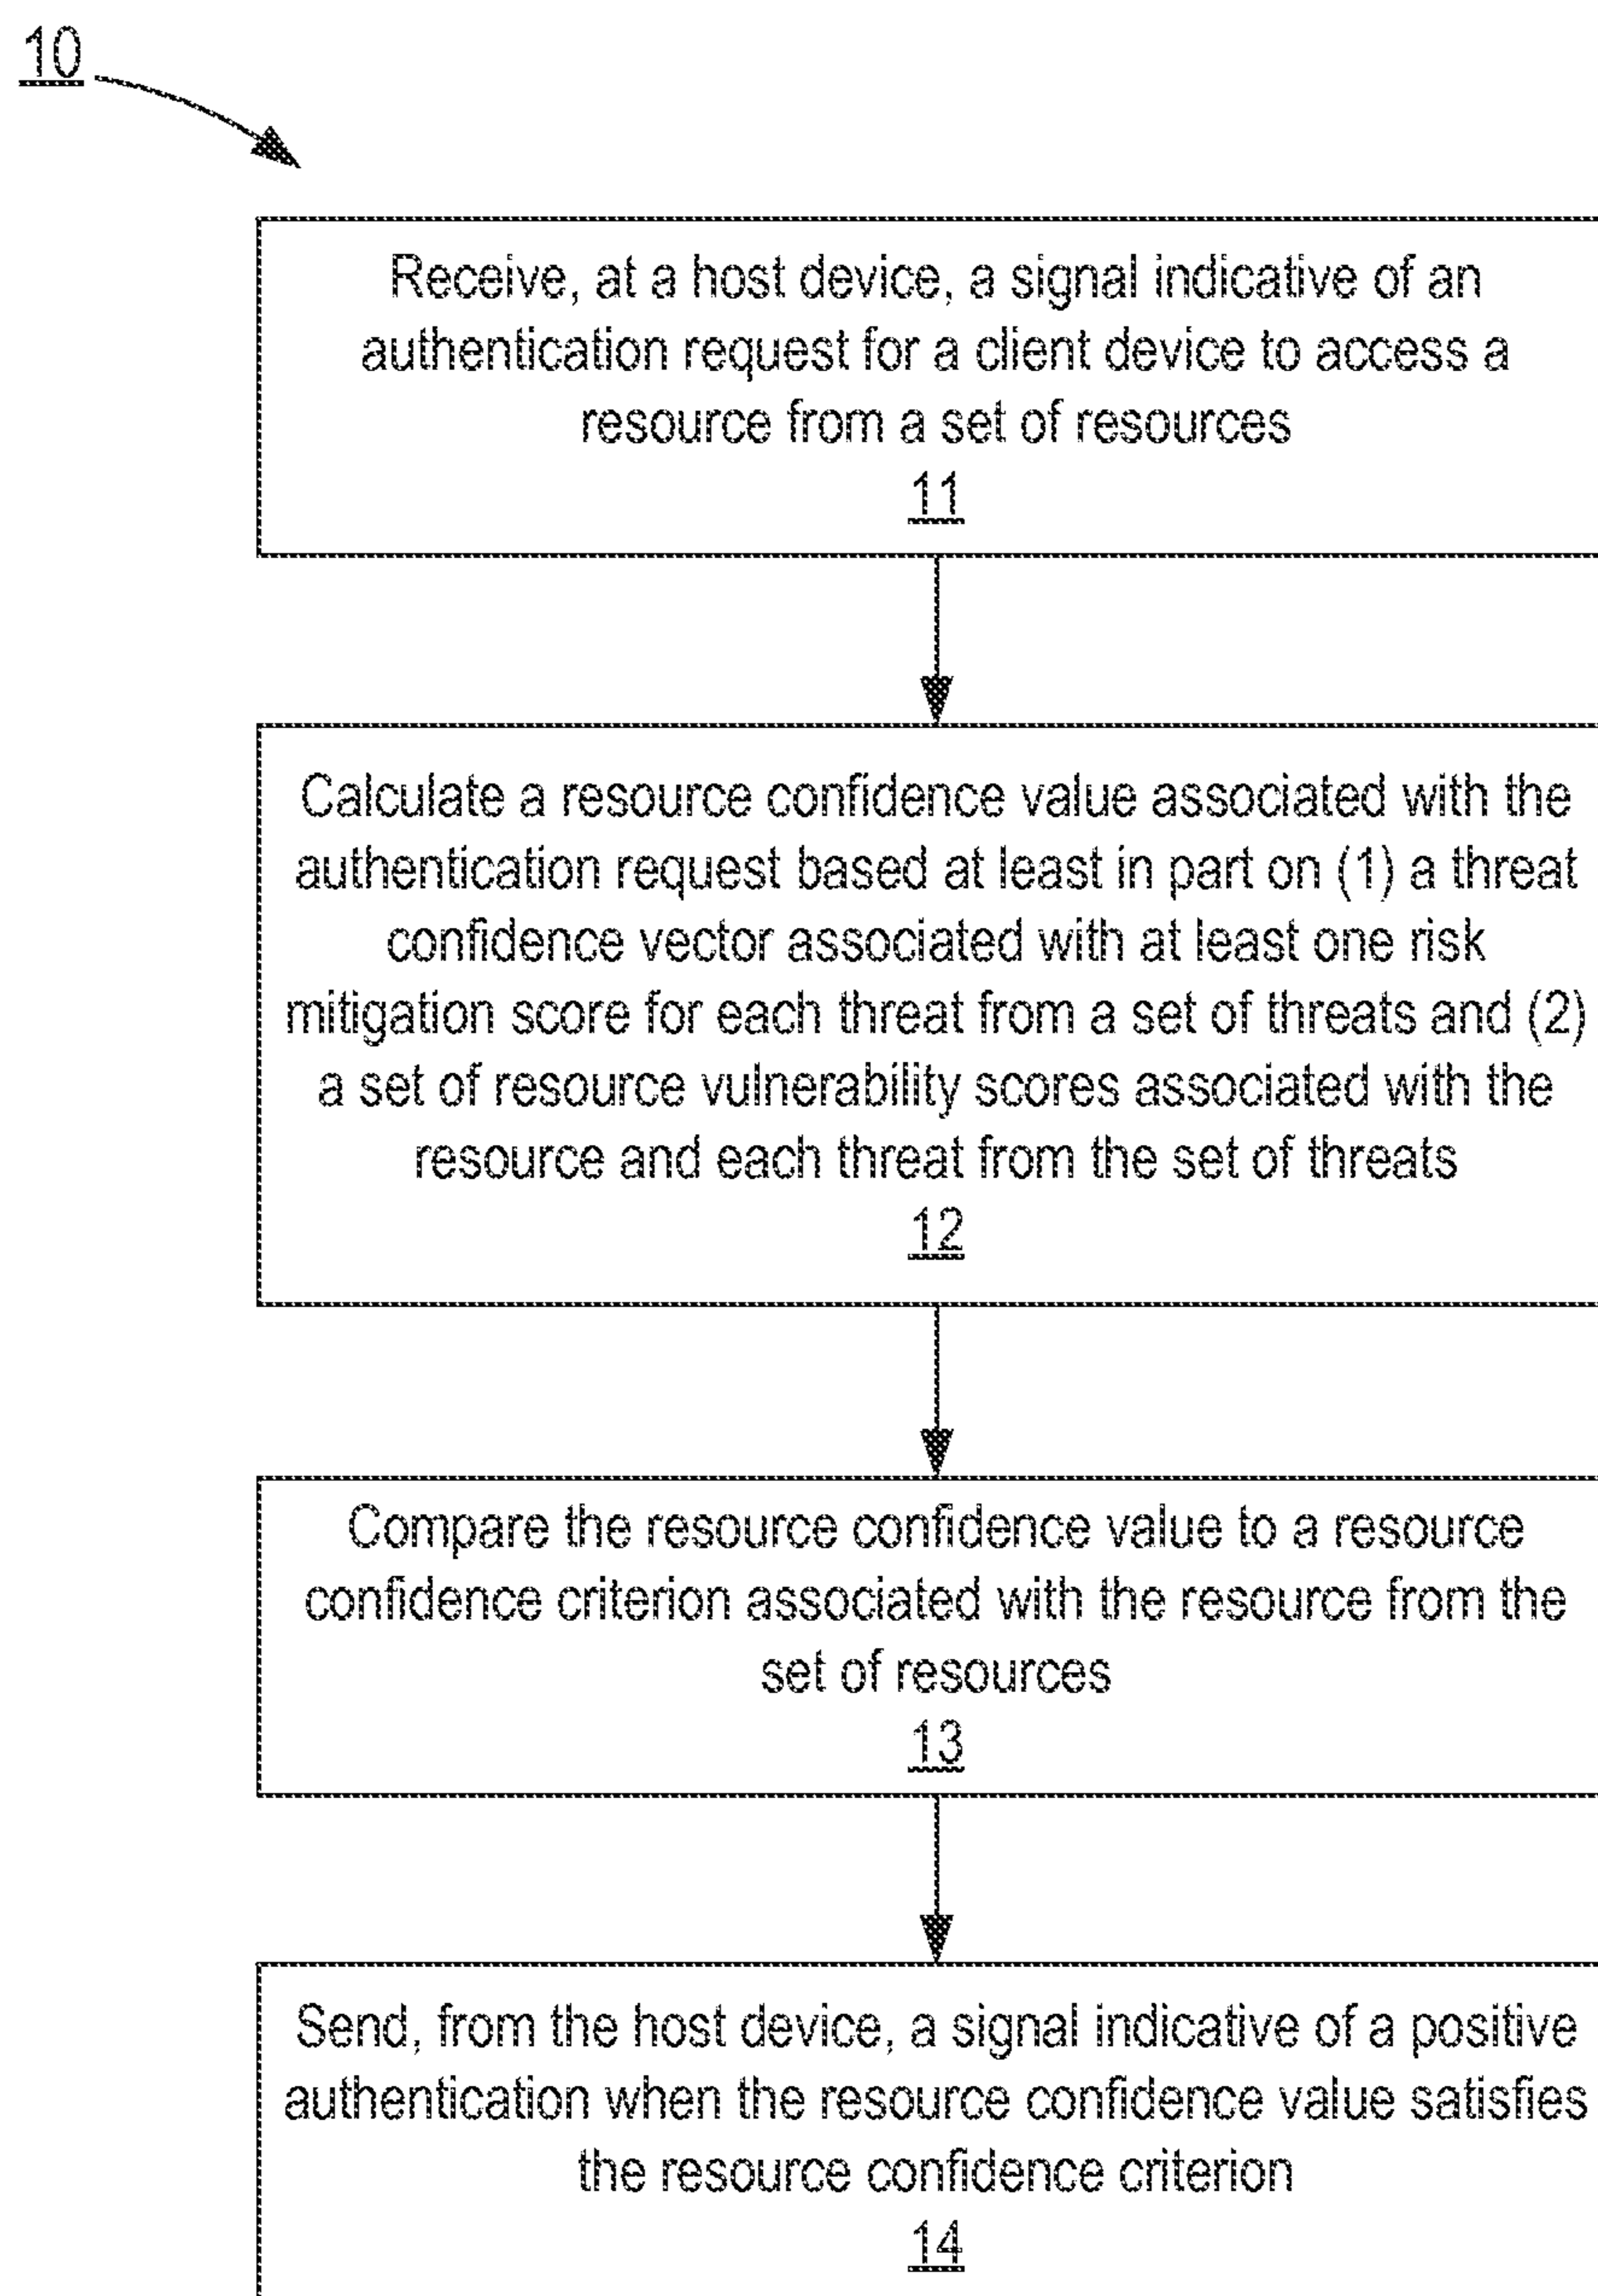 10
Receive, at a host device, a signal indicative of an
authentication request for a client device to access a
resource from a set of resources
11
Calculate a resource confidence value associated with the
authentication request based at least in part on (1) a threat
confidence vector associated with at least one risk
mitigation score for each threat from a set of threats and (2)
a set of resource vulnerability scores associated with the
resource and each threat from the set of threats
12
Compare the resource confidence value to a resource
confidence criterion associated with the resource from the
set of resources
13
Send, from the host device, a signal indicative of a positive
authentication when the resource confidence value satisfies
the resource confidence criterion
14